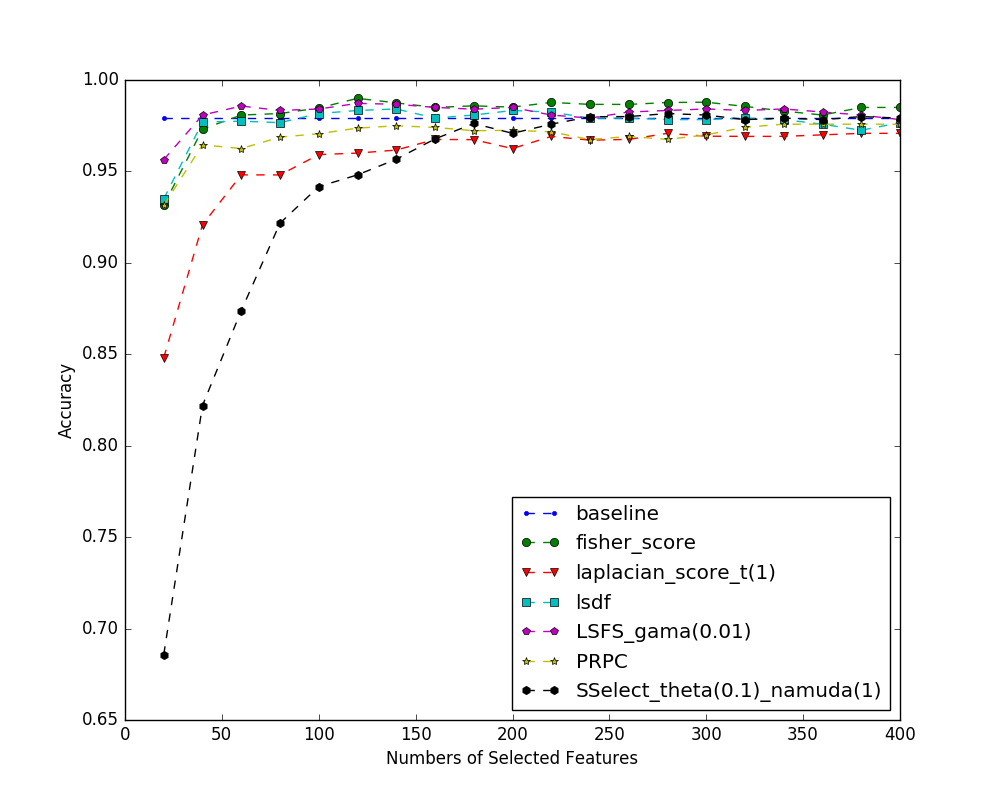 1.00
0.95
0.90
0.85
0.80
0.75
0.70
0.65
Accuracy
0
50
100
150
200
250
300
350
400
Numbers of Selected Features
baseline
fisher_score
laplacian_score_t(1)
lsdf
LSFS_gama(0.01)
PRPC
SSelect_theta(0.1)_namuda(1)